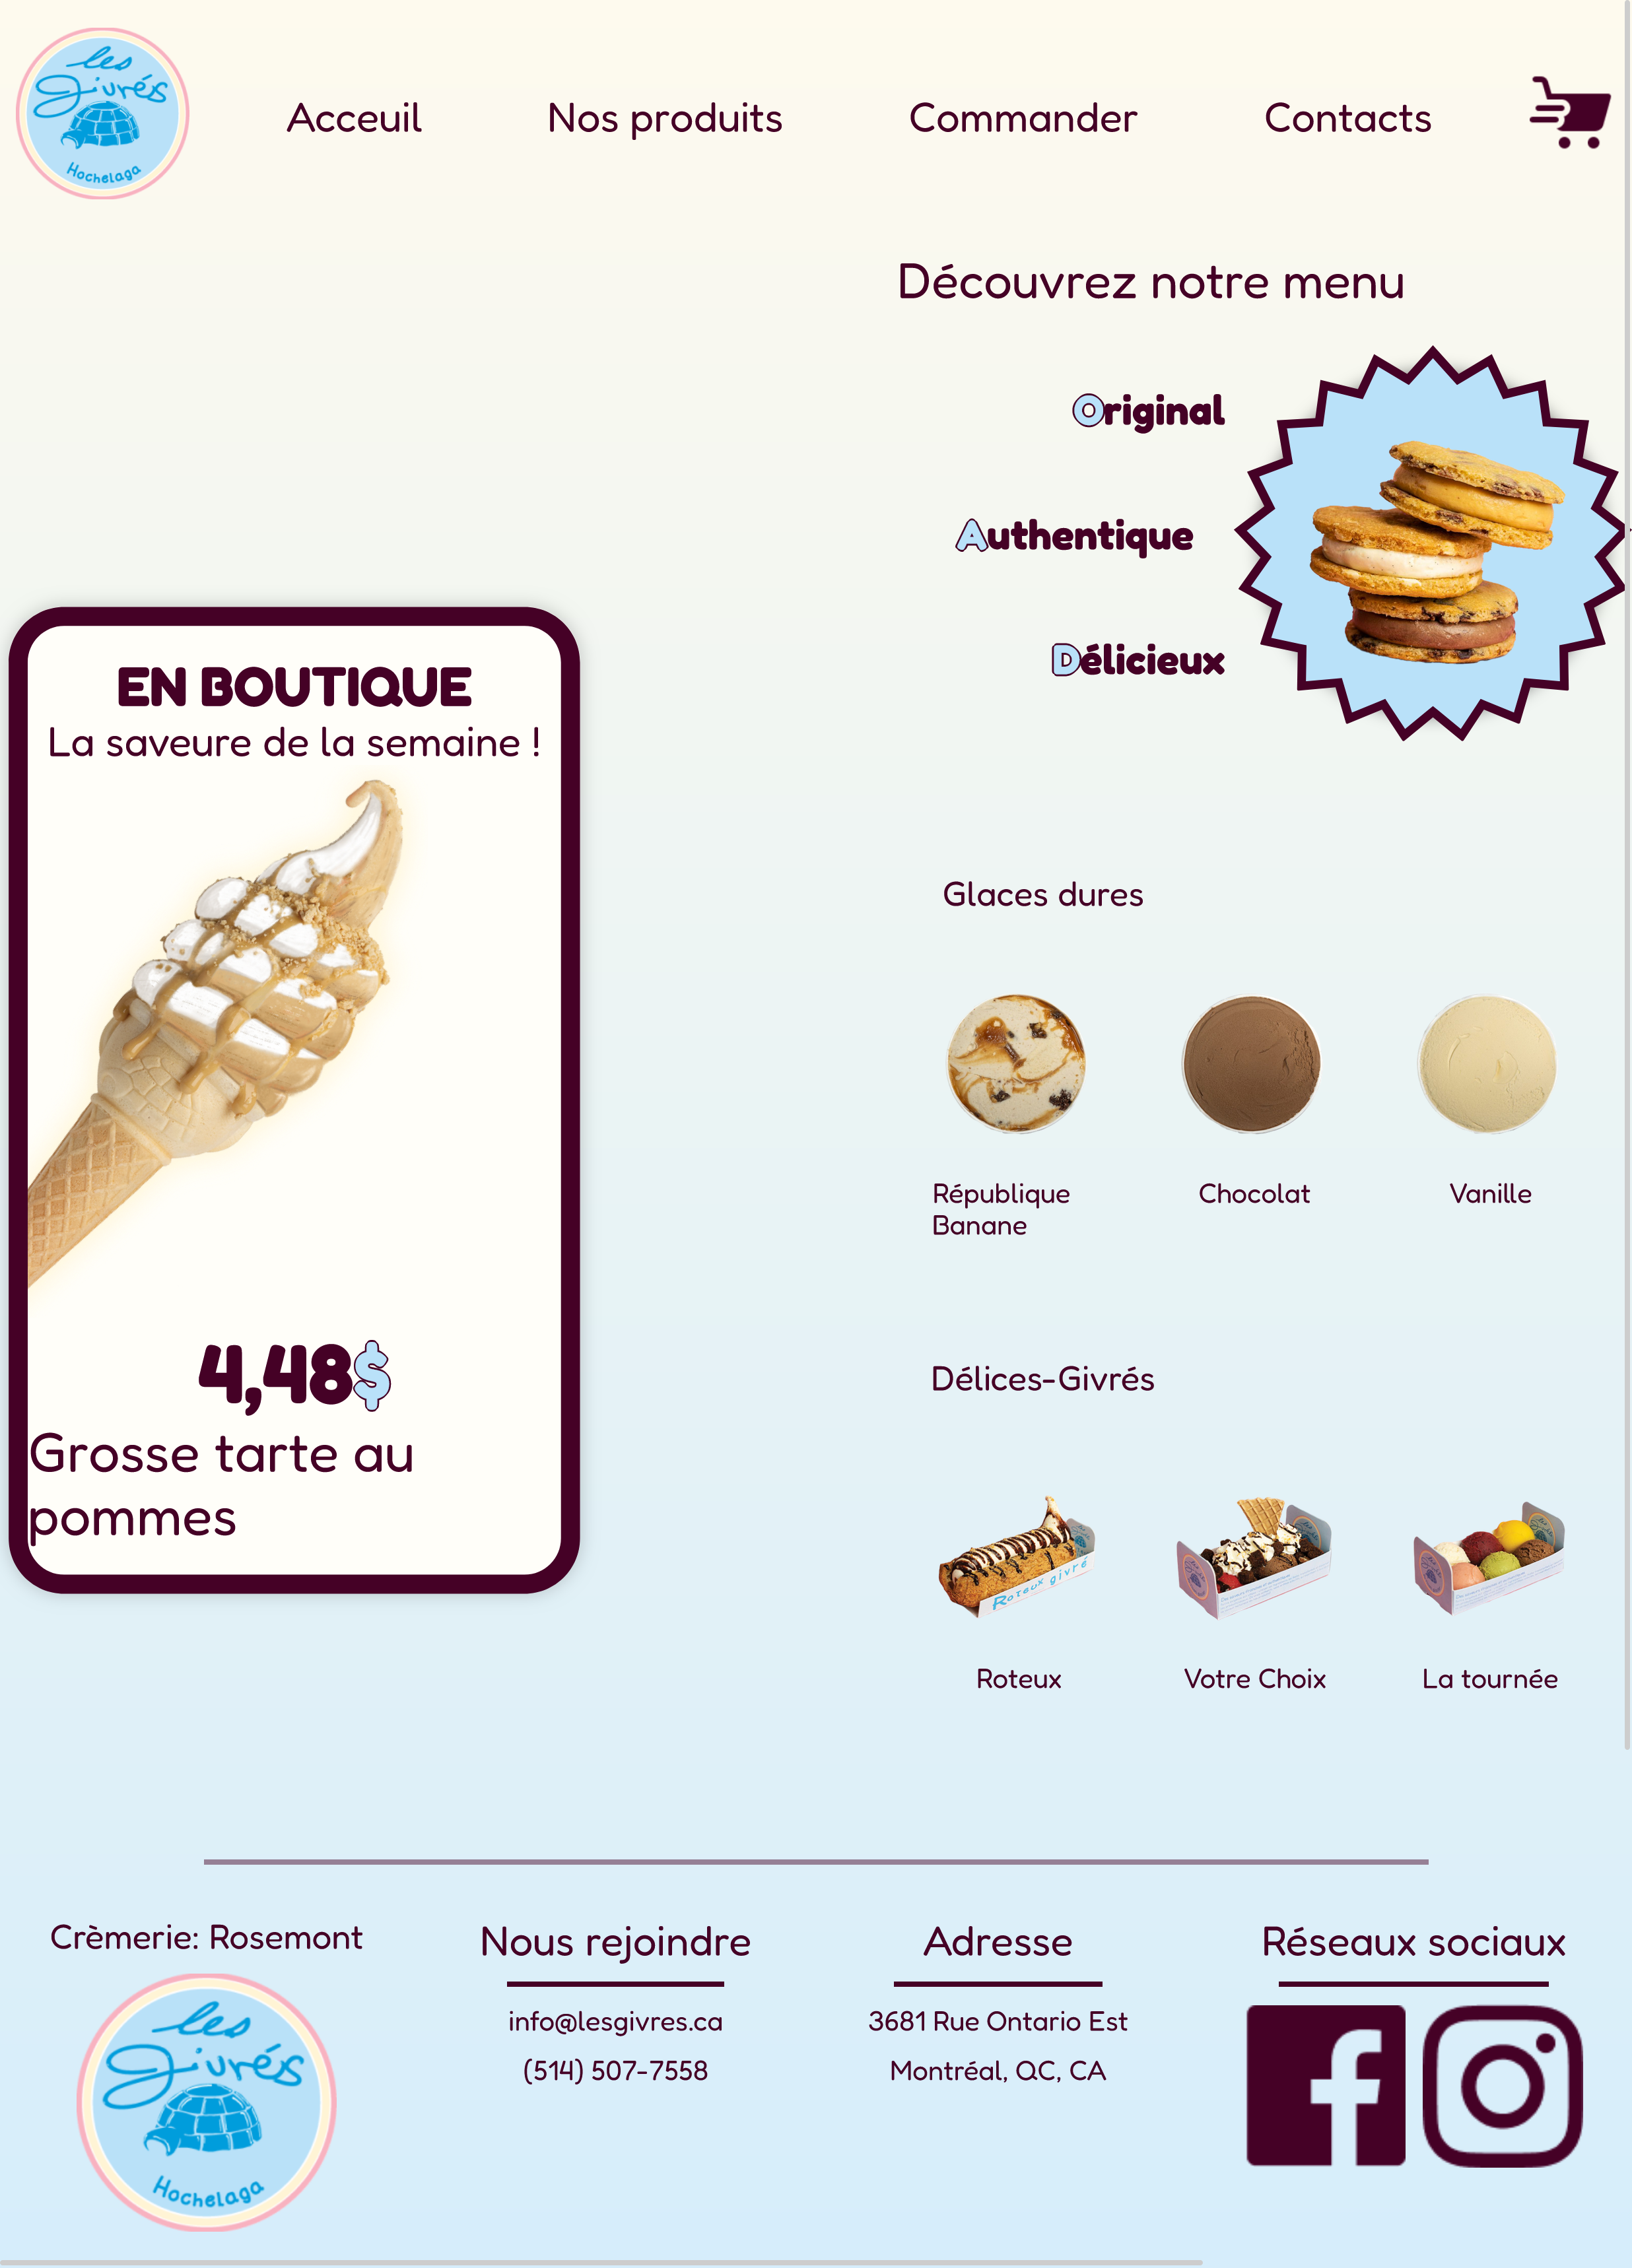 les
Givrés
Hochelaga
Acceuil
Nos produits
Commander
Contacts
Découvrez notre menu
Original
Authentique
Délicieux
EN BOUTIQUE
La saveure de la semaine !
4,48$
Grosse tarte au
pommes
Glaces dures
République
Banane
Chocolat
Vanille
Délices-Givrés
Roteux givré
Roteux
Votre Choix
La tournée
Crèmerie: Rosemont
les
Givrés
Hochelaga
Nous rejoindre
info@lesgivres.ca
(514) 507-7558
Adresse
3681 Rue Ontario Est
Montréal, QC, CA
Réseaux sociaux